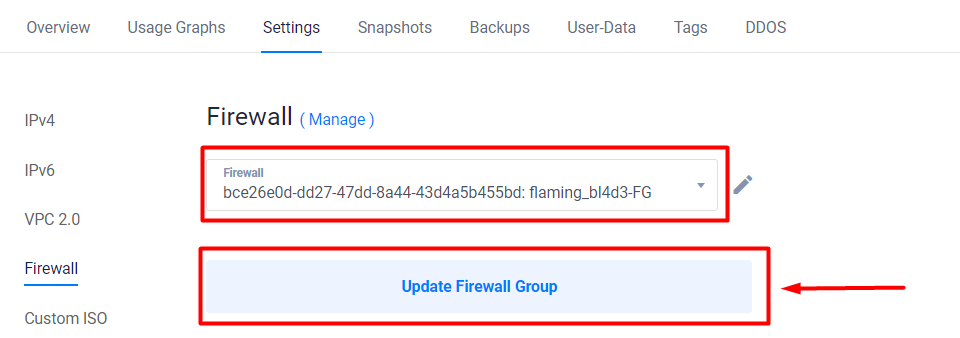 Overview Usage Graphs Settings Snapshots Backups User-Data Tags DDOS
IPv4
IPv6
VPC 2.0
Firewall
Custom ISO
Firewall ( Manage )
Firewall
bce26e0d-dd27-47dd-8a44-43d4a5b455bd: flaming_bl4d3-FG
Update Firewall Group